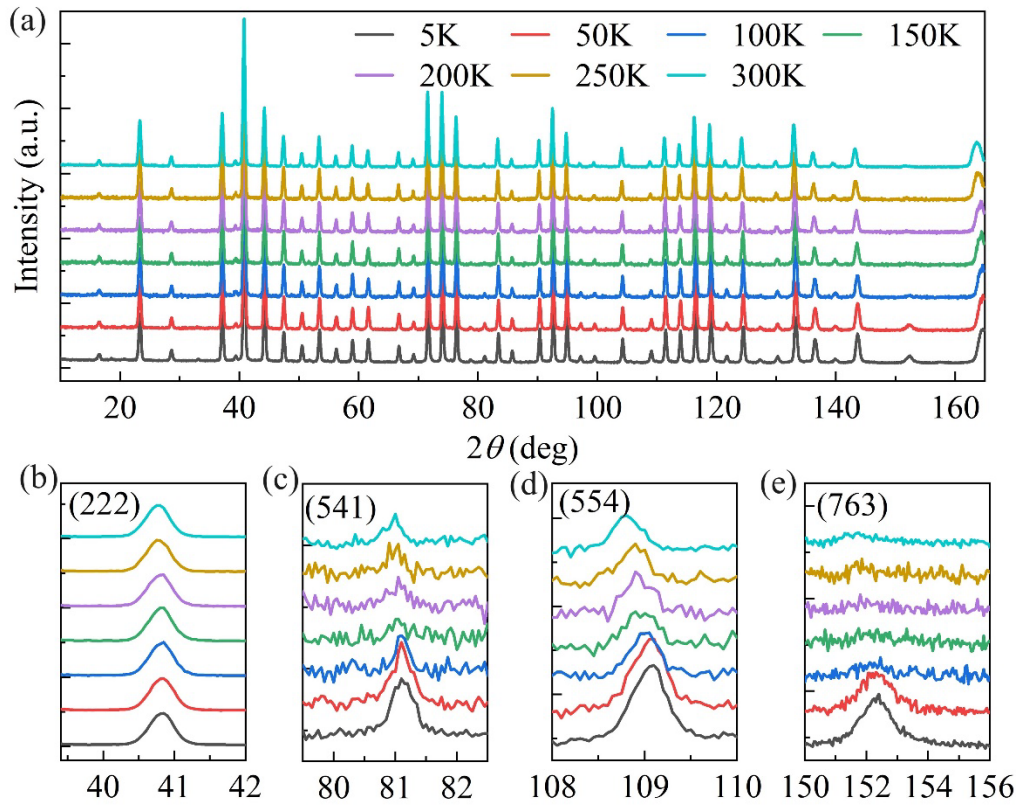 (a)
5K 50K 100K 150K
200K 250K 300K
Intensity (a.u.)
20 40 60 80 100 120 140 160
2θ (deg)
(b) (c) (d) (e)
(222) (541) (554) (763)
40 41 42 80 81 82 108 109 110 150 152 154 156